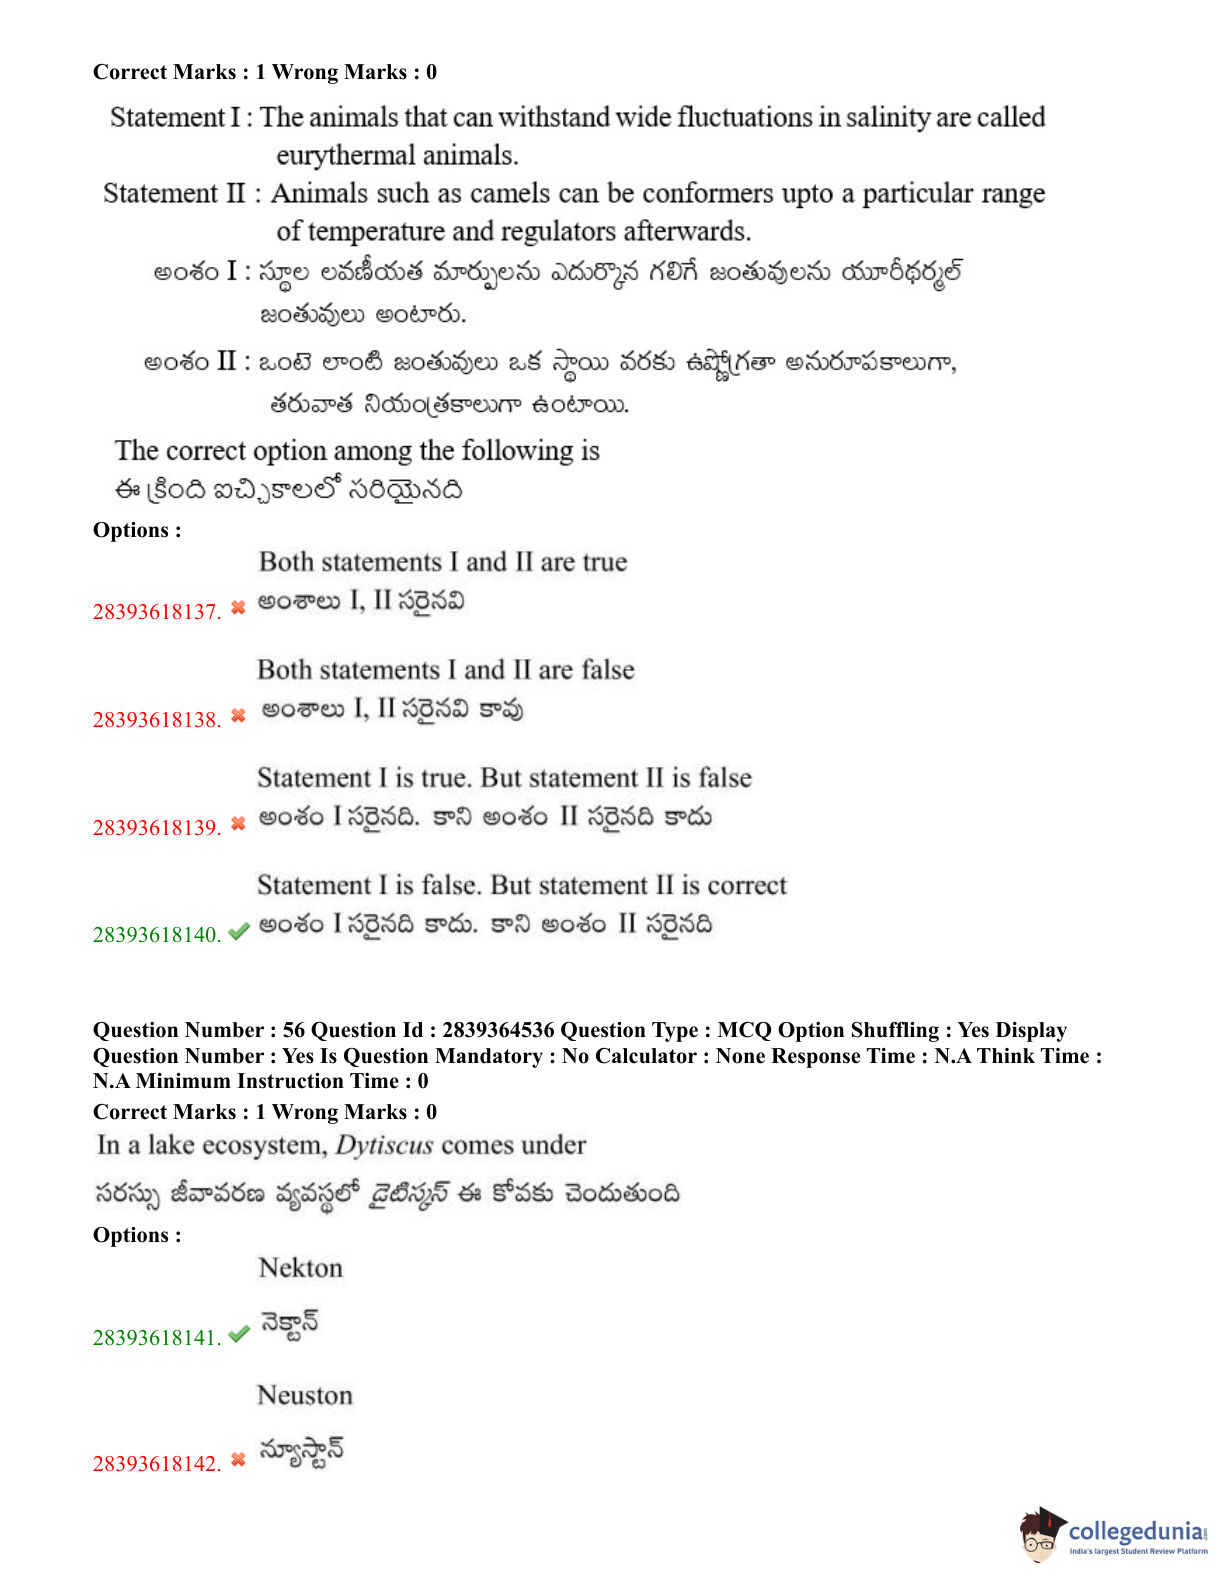 Correct Marks : 1 Wrong Marks : 0
Statement I : The animals that can withstand wide fluctuations in salinity are called
eurythermal animals.
Statement II : Animals such as camels can be conformers upto a particular range
of temperature and regulators afterwards.
అంశం I : స్థూల లవణీయత మార్పులను ఎదుర్కొన గలిగే జంతువులను యూరీథర్మల్
జంతువులు అంటారు.
అంశం II : ఒంటె లాంటి జంతువులు ఒక స్థాయి వరకు ఉష్ణోగ్రతా అనురూపకాలుగా,
తరువాత నియంత్రకాలుగా ఉంటాయి.
The correct option among the following is
ఈ క్రింది ఐచ్చికాలలో సరియైనది
Options :
Both statements I and II are true
28393618137. అంశాలు I, II సరైనవి
Both statements I and II are false
28393618138. అంశాలు I, II సరైనవి కావు
Statement I is true. But statement II is false
28393618139. అంశం I సరైనది. కాని అంశం II సరైనది కాదు
Statement I is false. But statement II is correct
28393618140. అంశం I సరైనది కాదు. కాని అంశం II సరైనది
Question Number : 56 Question Id : 2839364536 Question Type : MCQ Option Shuffling : Yes Display
Question Number : Yes Is Question Mandatory : No Calculator : None Response Time : N.A Think Time :
N.A Minimum Instruction Time : 0
Correct Marks : 1 Wrong Marks : 0
In a lake ecosystem, Dytiscus comes under
సరస్సు జీవావరణ వ్యవస్థలో డైటిస్కస్ ఈ కోవకు చెందుతుంది
Options :
Nekton
28393618141. నెక్టాన్
Neuston
28393618142. న్యూస్టాన్
collegedunia.com
India's largest Student Review Platform